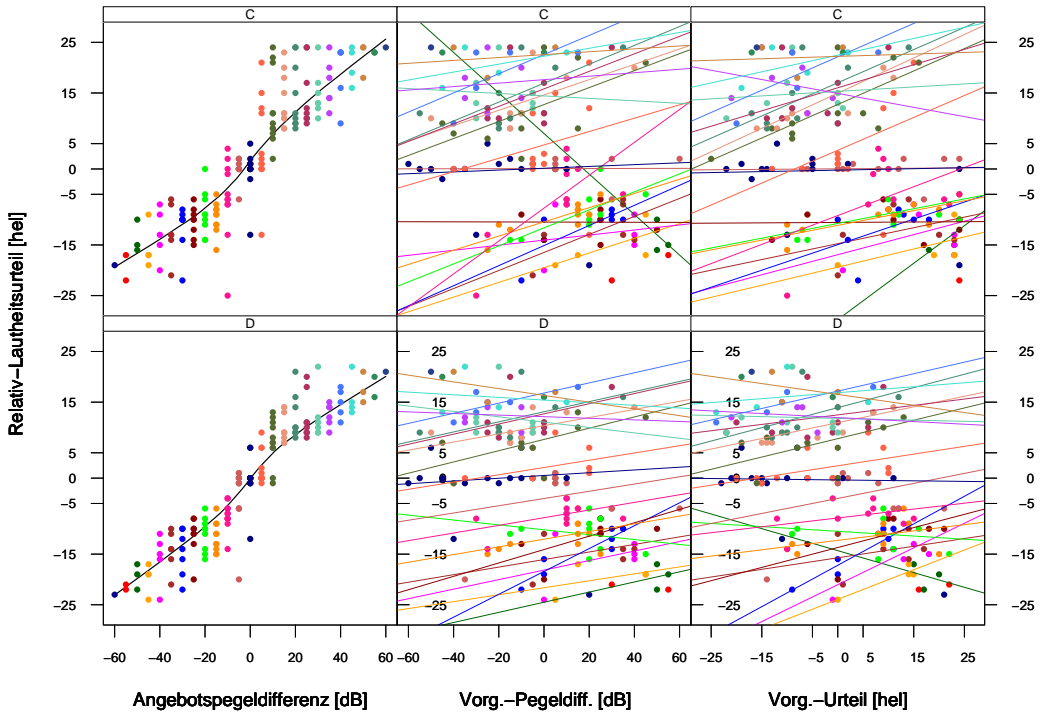 C C C
25 25
15 15
5 5
0 0
−5 −5
−15 −15
−25 −25
D D D
25 25 25
15 15 15 15
5 5 5 5
0 0 0 0
−5 −5 −5 −5
−15 −15 −15 −15
−25 −25 −25 −25
−60 −40 −20 0 20 40 60 −60 −40 −20 0 20 40 60 −25 −15 −5 0 5 15 25
Relativ−Lautheitsurteil [hel]
Angebotspegeldifferenz [dB] Vorg.−Pegeldiff. [dB] Vorg.−Urteil [hel]